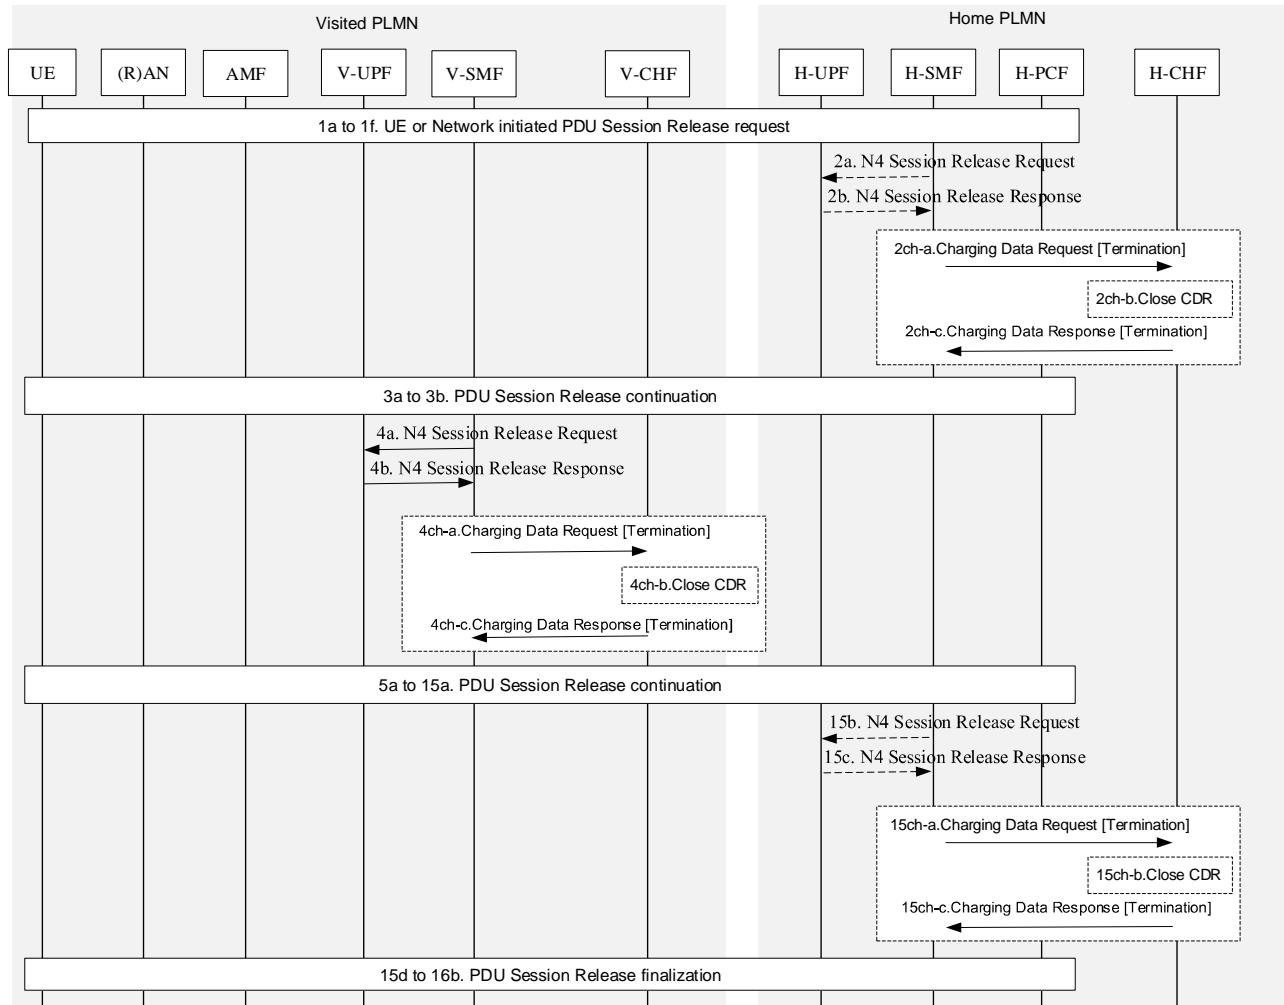 Visited PLMN
Home PLMN
UE
(R)AN
AMF
V-UPF
V-SMF
V-CHF
H-UPF
H-SMF
H-PCF
H-CHF
1a to 1f. UE or Network initiated PDU Session Release request
2a. N4 Session Release Request
2b. N4 Session Release Response
2ch-a.Charging Data Request [Termination]
2ch-b.Close CDR
2ch-c.Charging Data Response [Termination]
3a to 3b. PDU Session Release continuation
4a. N4 Session Release Request
4b. N4 Session Release Response
4ch-a.Charging Data Request [Termination]
4ch-b.Close CDR
4ch-c.Charging Data Response [Termination]
5a to 15a. PDU Session Release continuation
15b. N4 Session Release Request
15c. N4 Session Release Response
15ch-a.Charging Data Request [Termination]
15ch-b.Close CDR
15ch-c.Charging Data Response [Termination]
15d to 16b. PDU Session Release finalization